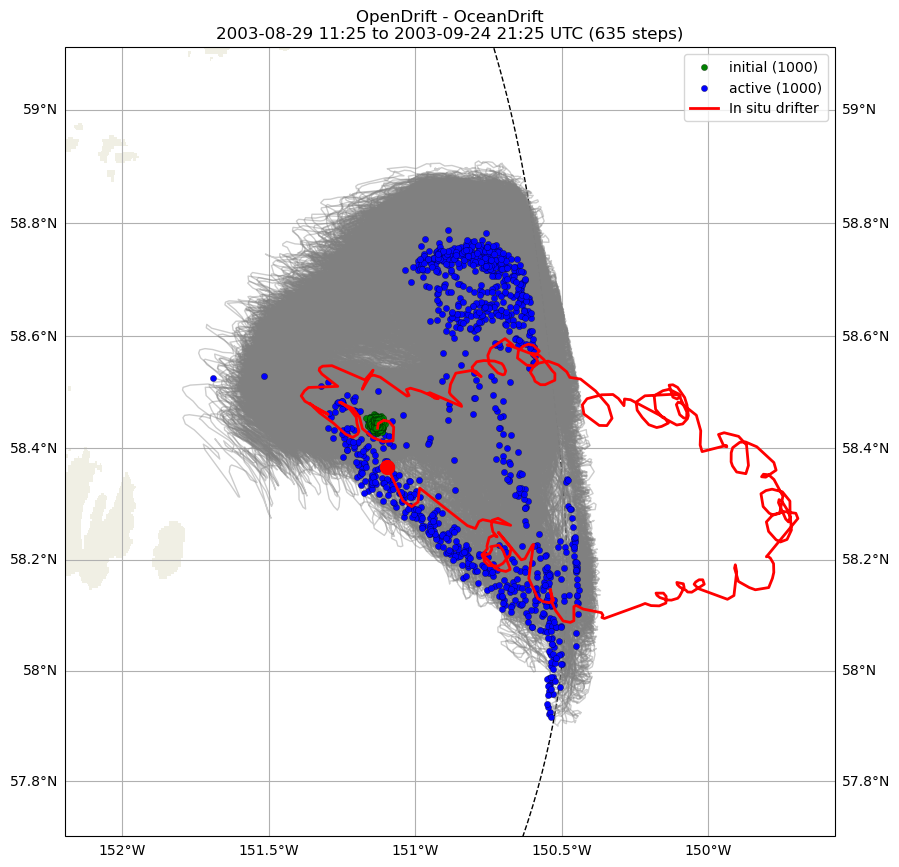 OpenDrift - OceanDrift
2003-08-29 11:25 to 2003-09-24 21:25 UTC (635 steps)
initial (1000)
active (1000)
In situ drifter
59°N
59°N
58.8°N
58.8°N
58.6°N
58.6°N
58.4°N
58.4°N
58.2°N
58.2°N
58°N
58°N
57.8°N
57.8°N
152°W
151.5°W
151°W
150.5°W
150°W